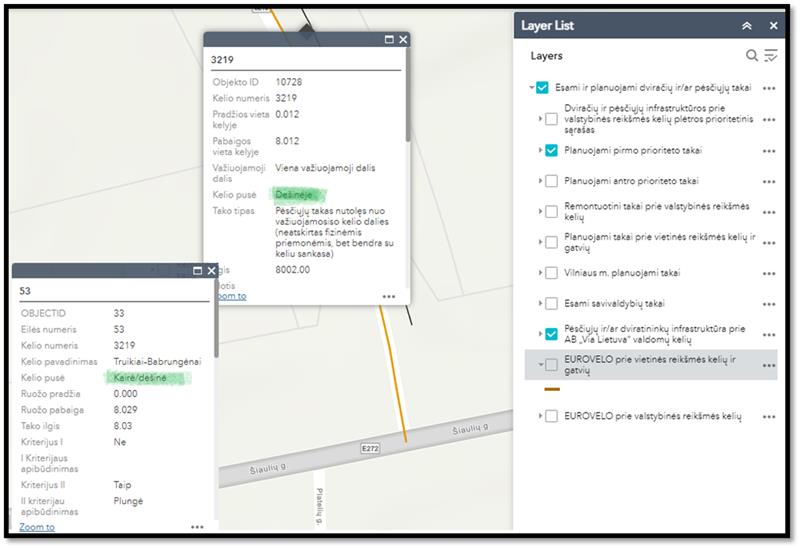 3219
Objekto ID 10728
Kelio numeris 3219
Pradžios vieta kelyje 0.012
Pabaigos vieta kelyje 8.012
Važiuojamoji dalis Viena važiuojamoji dalis
Kelio pusė Dešinėje
Tako tipas Pėsčiųjų takas nutolęs nuo
važiuojamosiso kelio dalies
(neatskirtas fizinėmis
priemonėmis, bet bendra su
keliu sankasa)
8002.00
Zoom to
53
OBJECTID 33
Eilės numeris 53
Kelio numeris 3219
Kelio pavadinimas Truikiai-Babrungėnai
Kelio pusė Kairė/dešinė
Ruožo pradžia 0.000
Ruožo pabaiga 8.029
Tako ilgis 8.03
Kriterijus I Ne
I Kriterijaus
apibūdinimas
Kriterijus II Taip
II kriterijau
apibūdinimas Plungė
Zoom to
Šiaulių g.
E272
Šiaulių g.
Platelių g.
Layer List
Layers
Esami ir planuojami dviračių ir/ar pėsčiųjų takai
Dviračių ir pėsčiųjų infrastruktūros prie
valstybinės reikšmės kelių plėtros prioritetinis
sąrašas
Planuojami pirmo prioriteto takai
Planuojami antro prioriteto takai
Remontuotini takai prie valstybinės reikšmės
kelių
Planuojami takai prie vietinės reikšmės kelių ir
gatvių
Vilniaus m. planuojami takai
Esami savivaldybių takai
Pėsčiųjų ir/ar dviratininkų infrastruktūra prie
AB „Via Lietuva" valdomų kelių
EUROVELO prie vietinės reikšmės kelių ir
gatvių
EUROVELO prie valstybinės reikšmės kelių